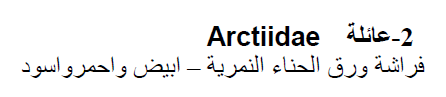 2-عائلة Arctiidae
فراشة ورق الحناء النمرية – ابيض واحمرواسود